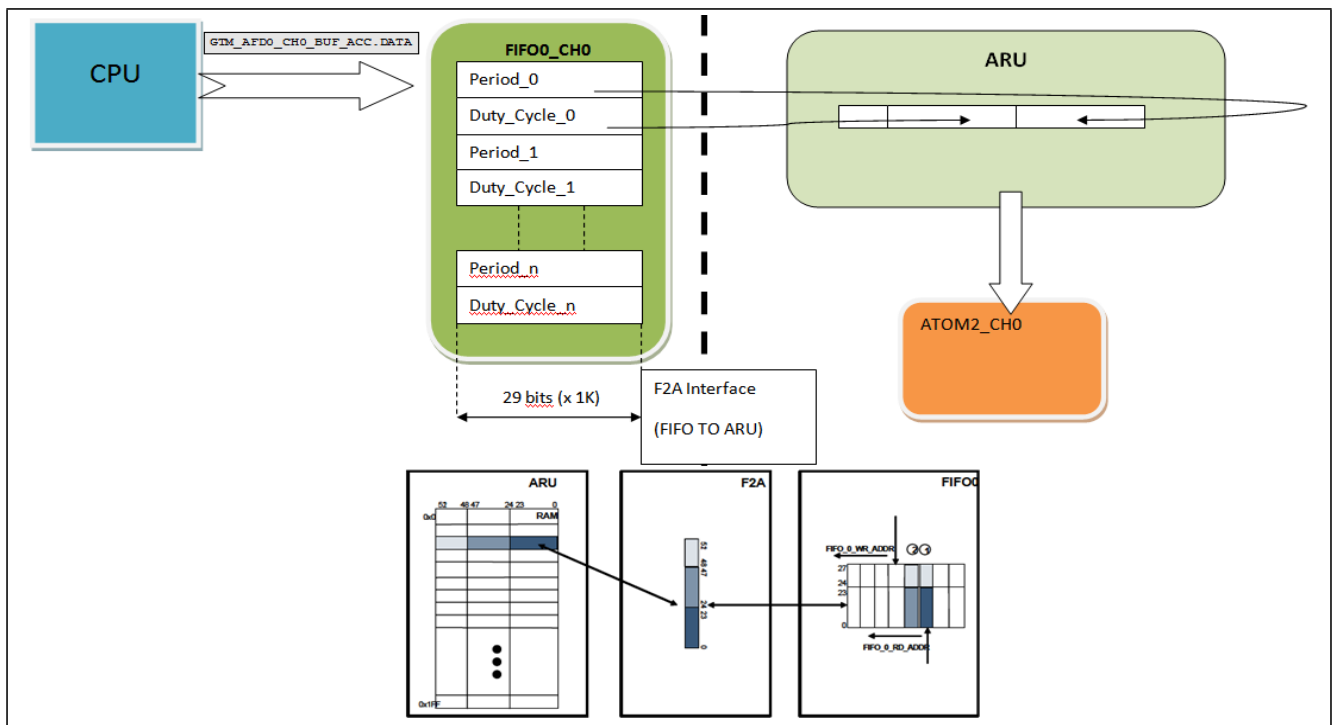 CPU
GTM_AFD0_CH0_BUF_ACC.DATA
FIFO0_CH0
Period_0
Duty_Cycle_0
Period_1
Duty_Cycle_1
Period_n
Duty_Cycle_n
29 bits (x 1K)
F2A Interface
(FIFO TO ARU)
ARU
ATOM2_CH0
ARU
52 48 47 24 23 0
0x0
RAM
0x1FF
F2A
52
48
47
24
23
0
FIFO0
FIFO_0_WR_ADDR
2 1
27
24
23
0
FIFO_0_RD_ADDR